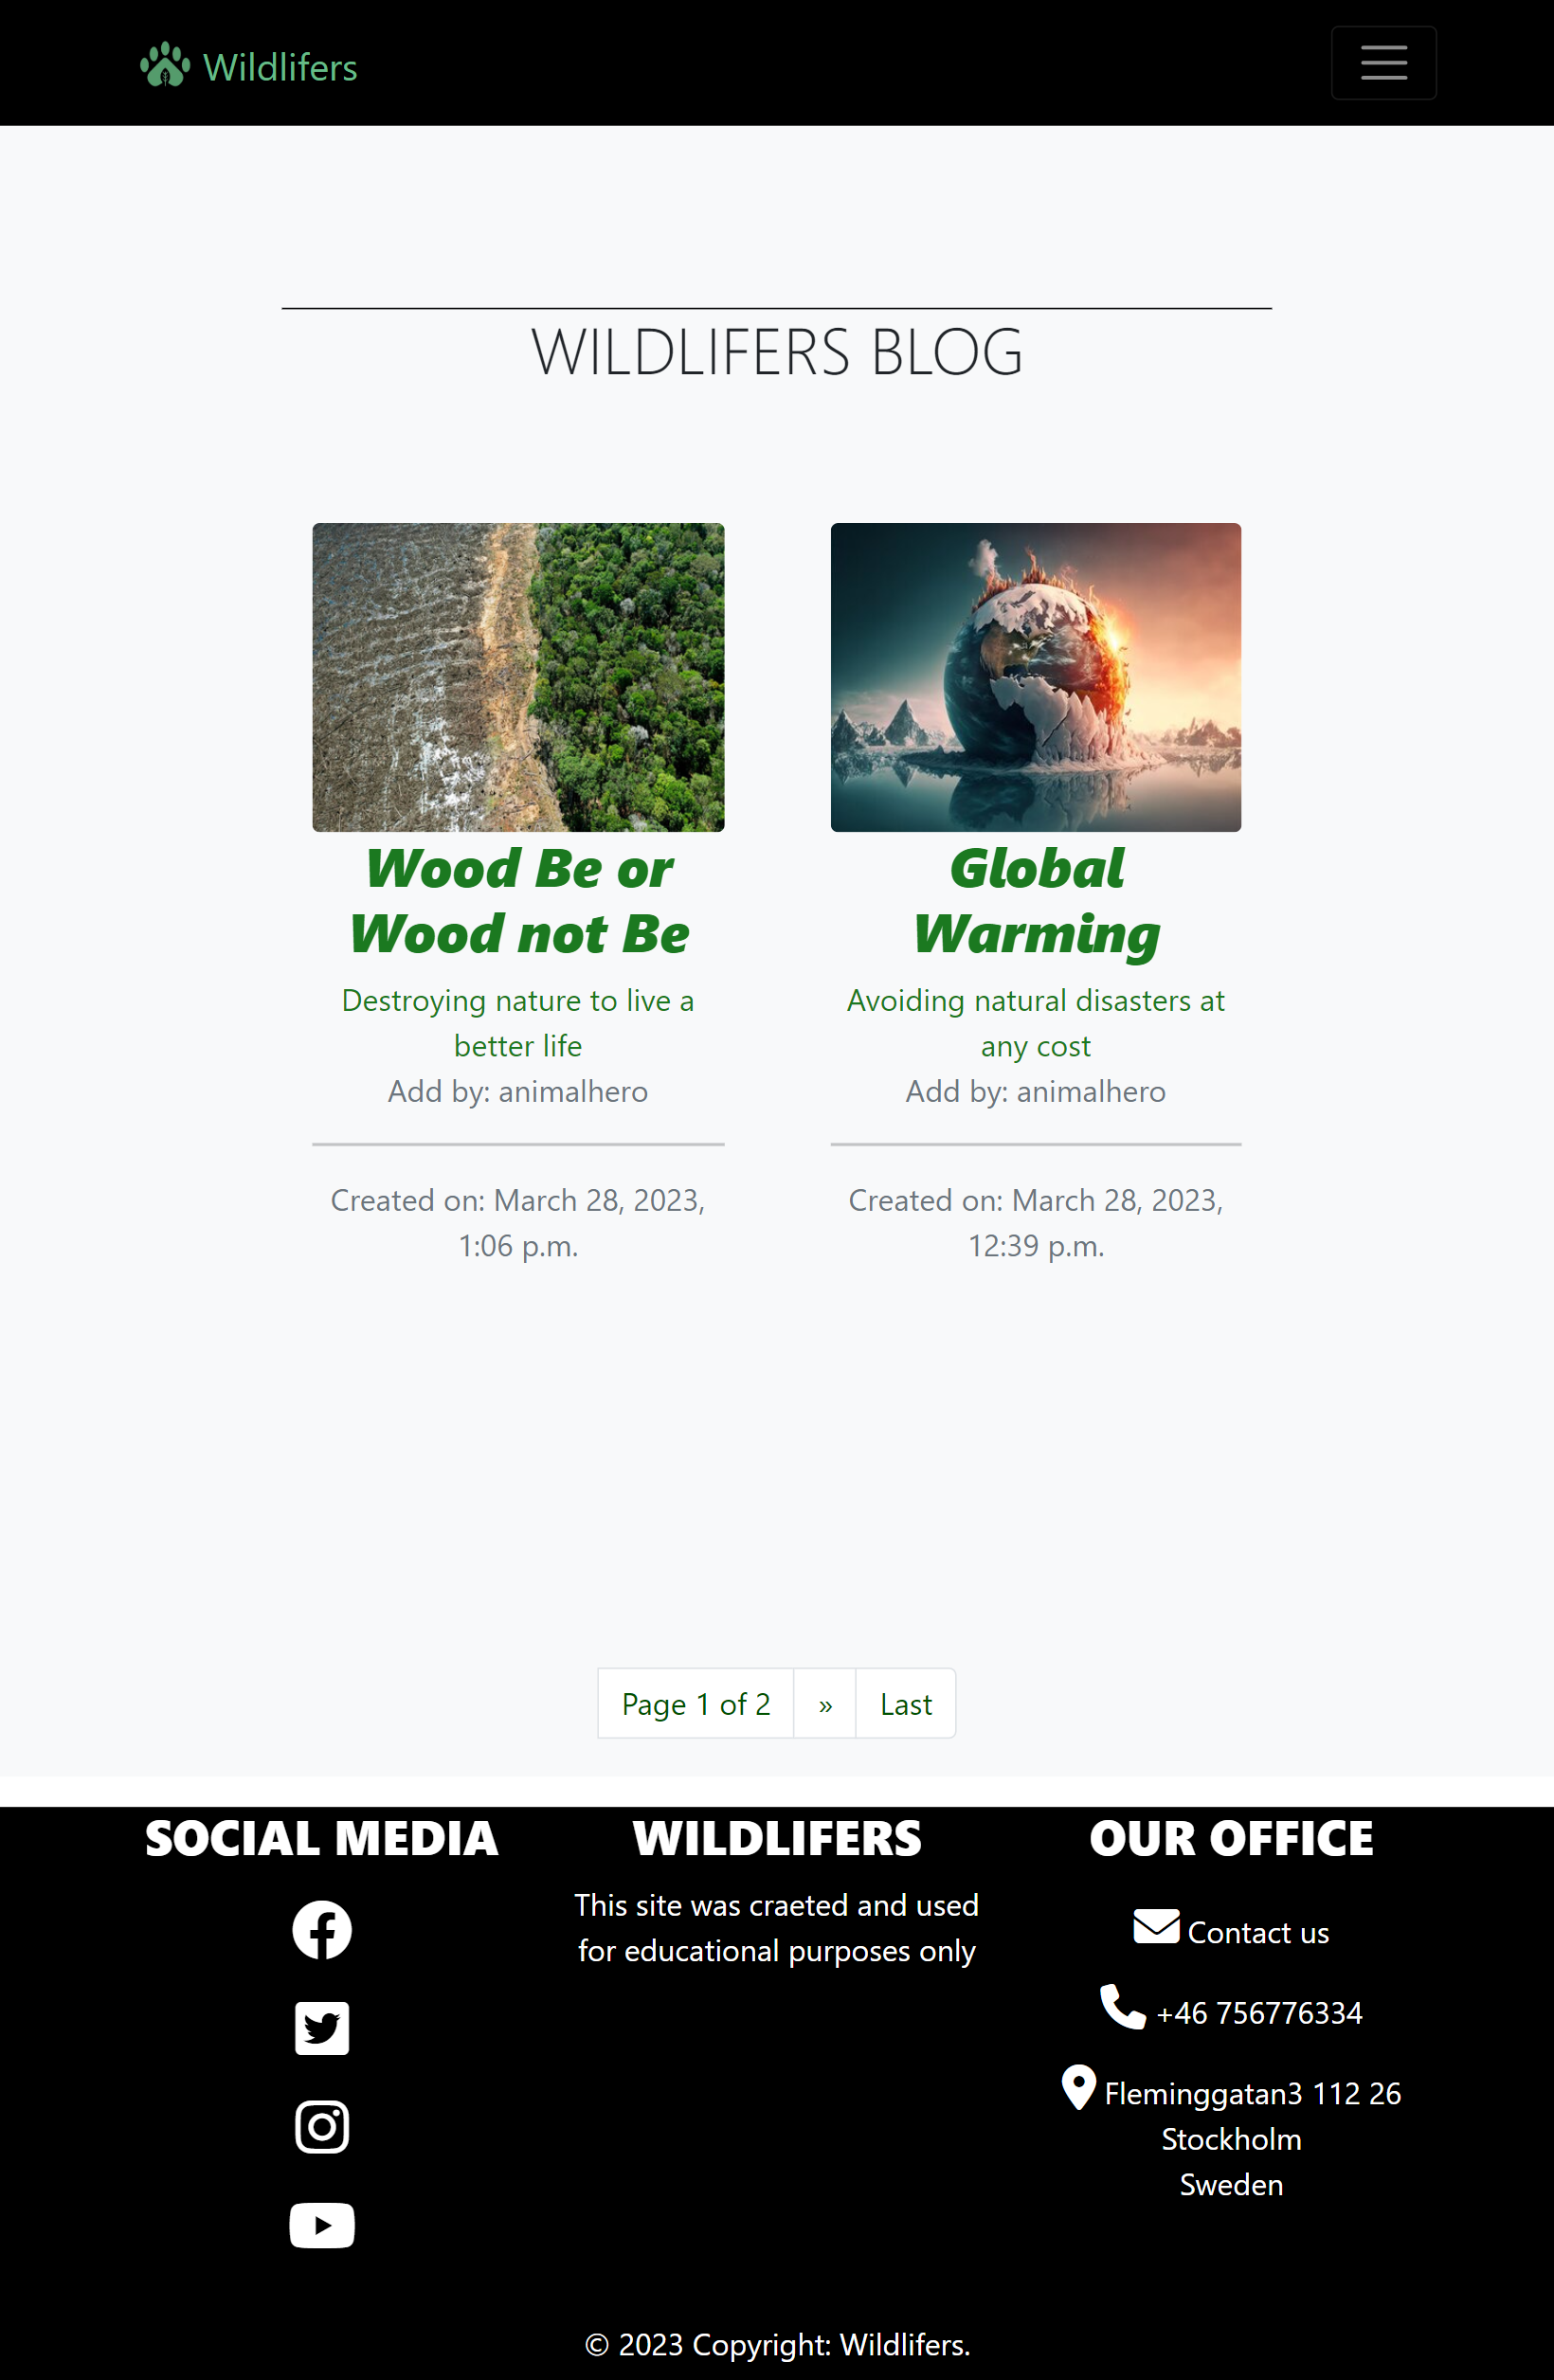 Wildlifers
WILDLIFERS BLOG
Wood Be or
Wood not Be
Destroying nature to live a
better life
Add by: animalhero
Created on: March 28, 2023,
1:06 p.m.
Global
Warming
Avoiding natural disasters at
any cost
Add by: animalhero
Created on: March 28, 2023,
12:39 p.m.
Page 1 of 2 » Last
SOCIAL MEDIA
WILDLIFERS
This site was craeted and used
for educational purposes only
OUR OFFICE
Contact us
+46 756776334
Fleminggatan3 112 26
Stockholm
Sweden
© 2023 Copyright: Wildlifers.